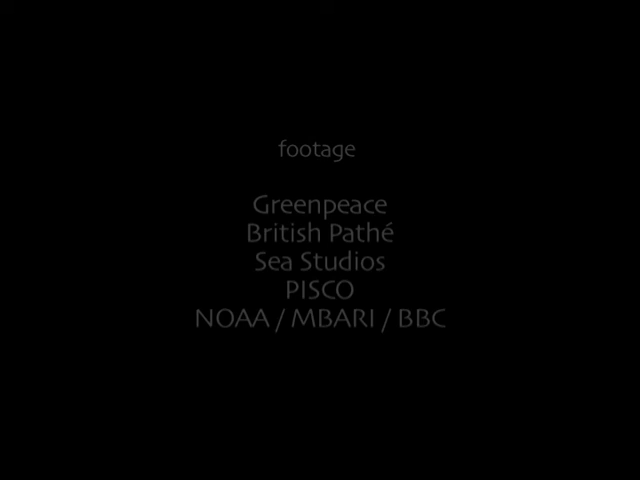 footage
Greenpeace
British Pathé
Sea Studios
PISCO
NOAA / MBARI / BBC